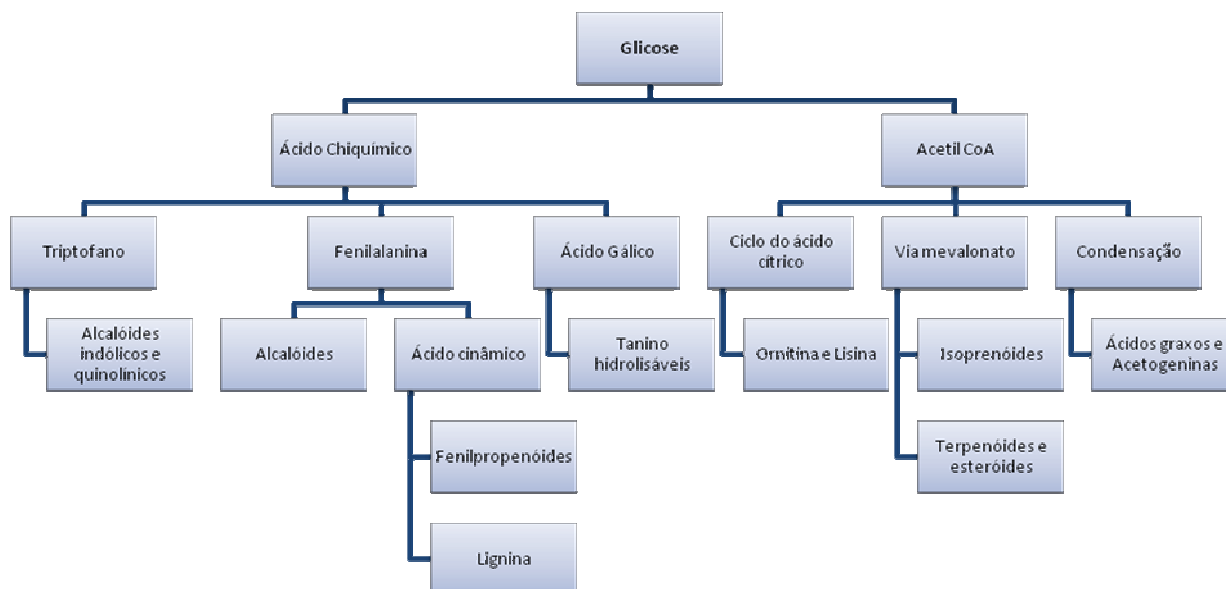 Glicose
Ácido Chiquímico
Acetil CoA
Triptofano
Fenilalanina
Ácido Gálico
Ciclo do ácido
cítrico
Via mevalonato
Condensação
Alcalóides
indólicos e
quinolínicos
Alcalóides
Ácido cinâmico
Tanino
hidrolisáveis
Ornitina e Lisina
Isoprenóides
Ácidos graxos e
Acetogeninas
Fenilpropenóides
Terpenóides e
esteróides
Lignina